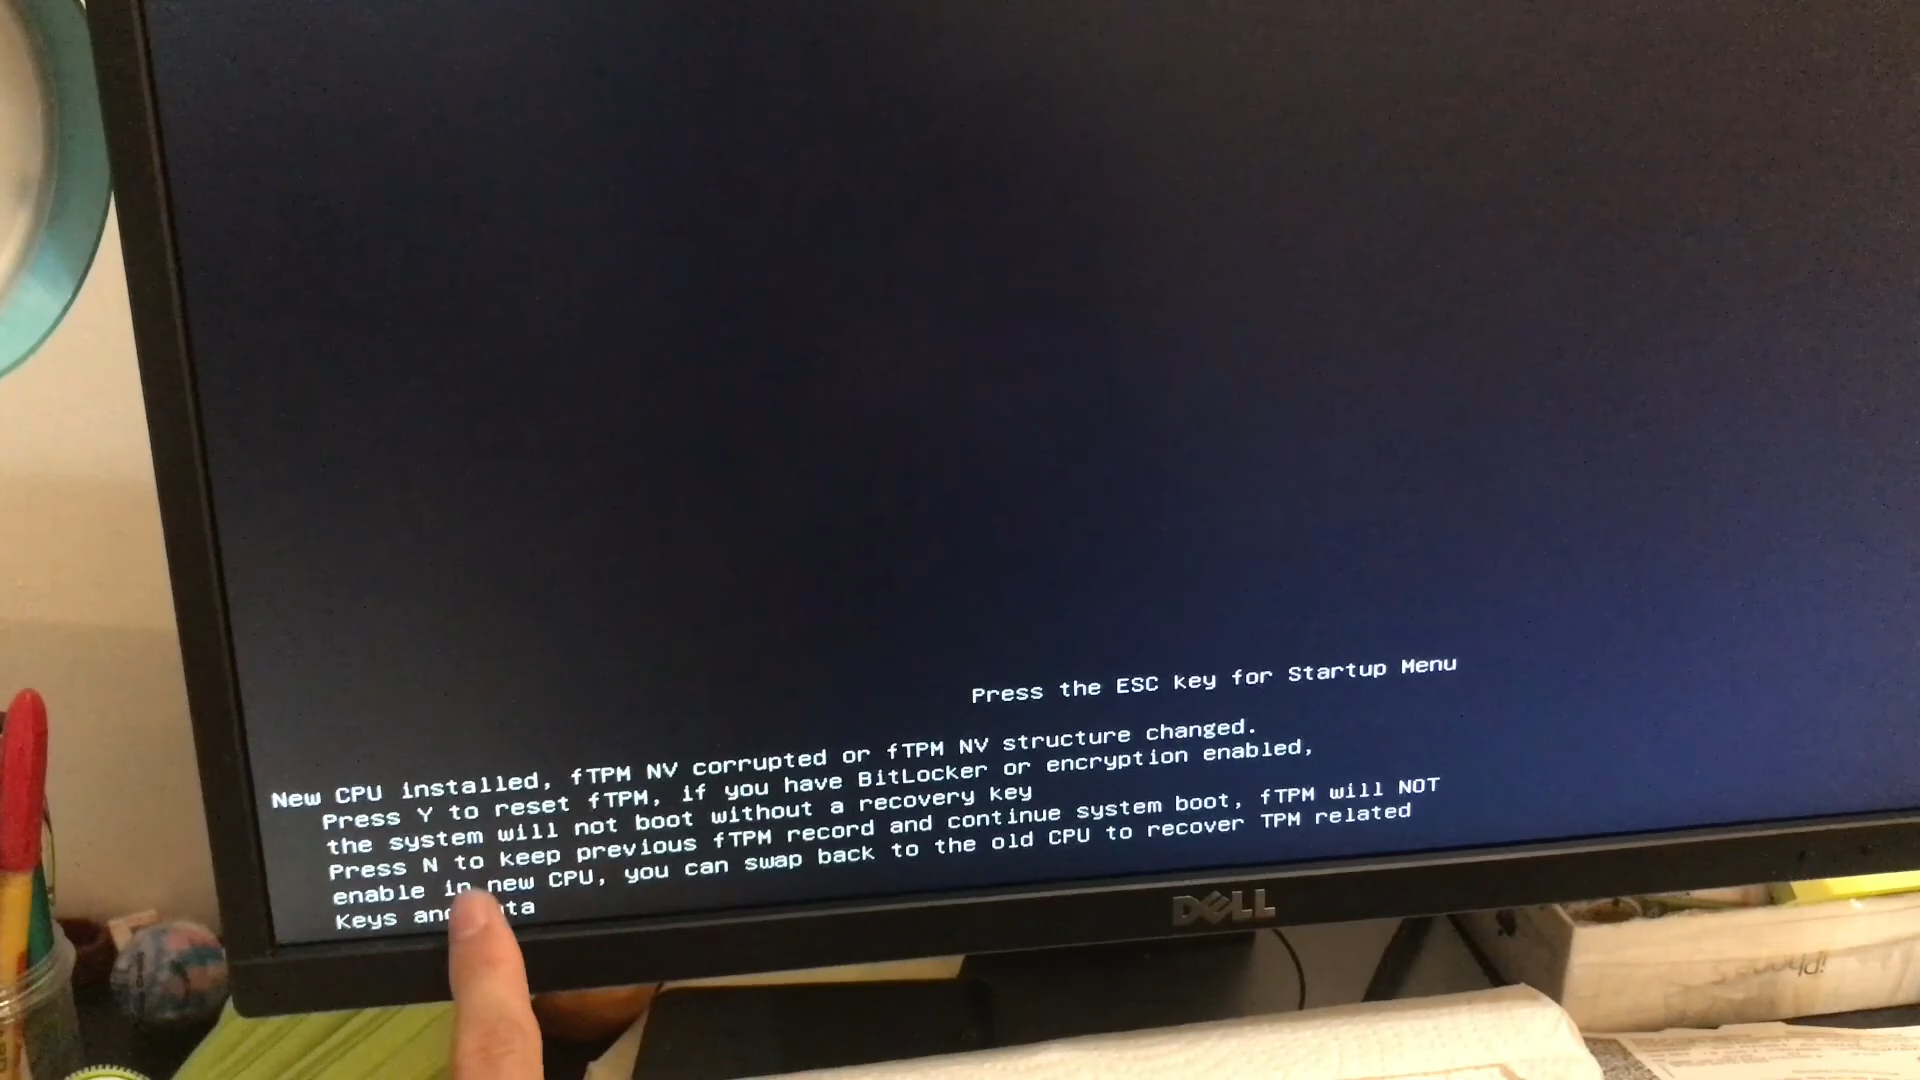 Press the ESC key for Startup Menu
New CPU installed, fTPM NV corrupted or fTPM NV structure changed.
Press Y to reset fTPM, if you have BitLocker or encryption enabled,
the system will not boot without a recovery key
Press N to keep previous fTPM record and continue system boot, fTPM will NOT
enable in new CPU, you can swap back to the old CPU to recover TPM related
Keys and ta
DELL
iPhone 5